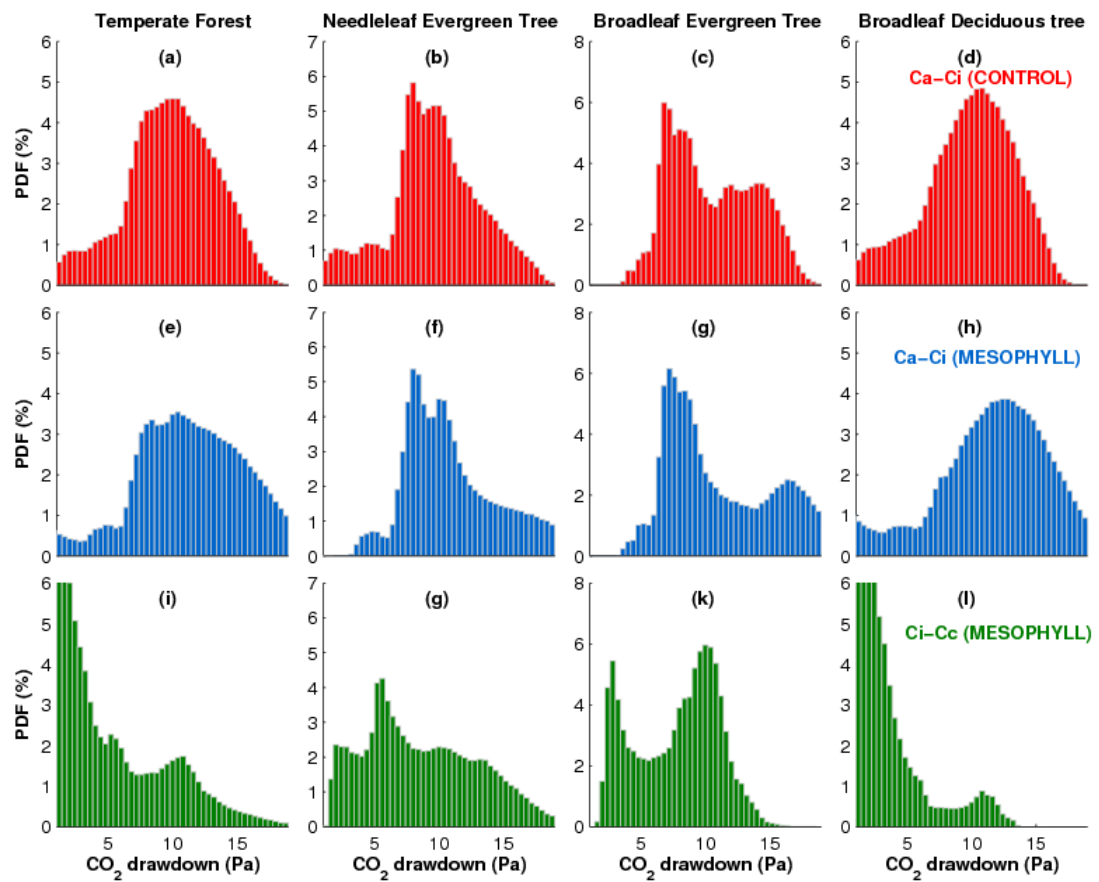 Temperate Forest
Needleleaf Evergreen Tree
Broadleaf Evergreen Tree
Broadleaf Deciduous tree
PDF (%)
6
5
4
3
2
1
0
(a)
7
6
5
4
3
2
1
0
(b)
8
6
4
2
0
(c)
6
5
4
3
2
1
0
(d)
Ca−Ci (CONTROL)
PDF (%)
6
5
4
3
2
1
0
(e)
7
6
5
4
3
2
1
0
(f)
8
6
4
2
0
(g)
6
5
4
3
2
1
0
(h)
Ca−Ci (MESOPHYLL)
PDF (%)
6
5
4
3
2
1
0
(i)
5 10 15
CO2 drawdown (Pa)
7
6
5
4
3
2
1
0
(g)
5 10 15
CO2 drawdown (Pa)
8
6
4
2
0
(k)
5 10 15
CO2 drawdown (Pa)
6
5
4
3
2
1
0
(l)
Ci−Cc (MESOPHYLL)
5 10 15
CO2 drawdown (Pa)